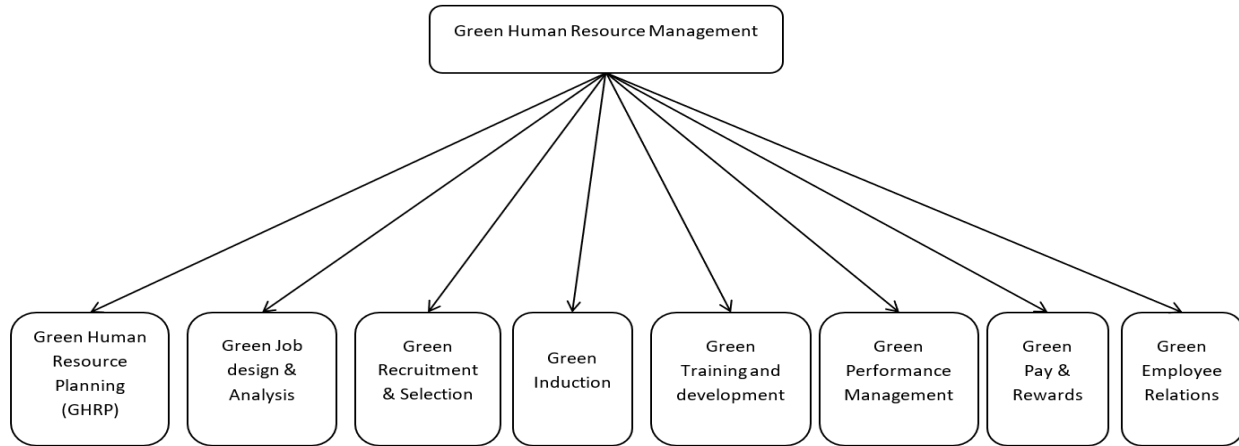 Green Human Resource Management
Green Human
Resource
Planning
(GHRP)
Green Job
design &
Analysis
Green
Recruitment
& Selection
Green
Induction
Green
Training and
development
Green
Performance
Management
Green
Pay &
Rewards
Green
Employee
Relations